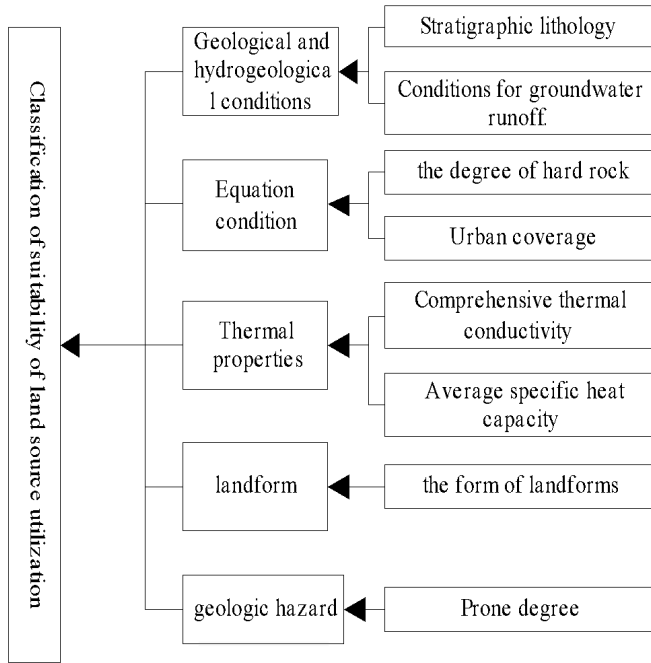 Classification of suitability of land source utilization
Geological and
hydrogeologica
l conditions
Stratigraphic lithology
Conditions for groundwater
runoff.
Equation
condition
the degree of hard rock
Urban coverage
Thermal
properties
Comprehensive thermal
conductivity
Average specific heat
capacity
landform
the form of landforms
geologic hazard
Prone degree